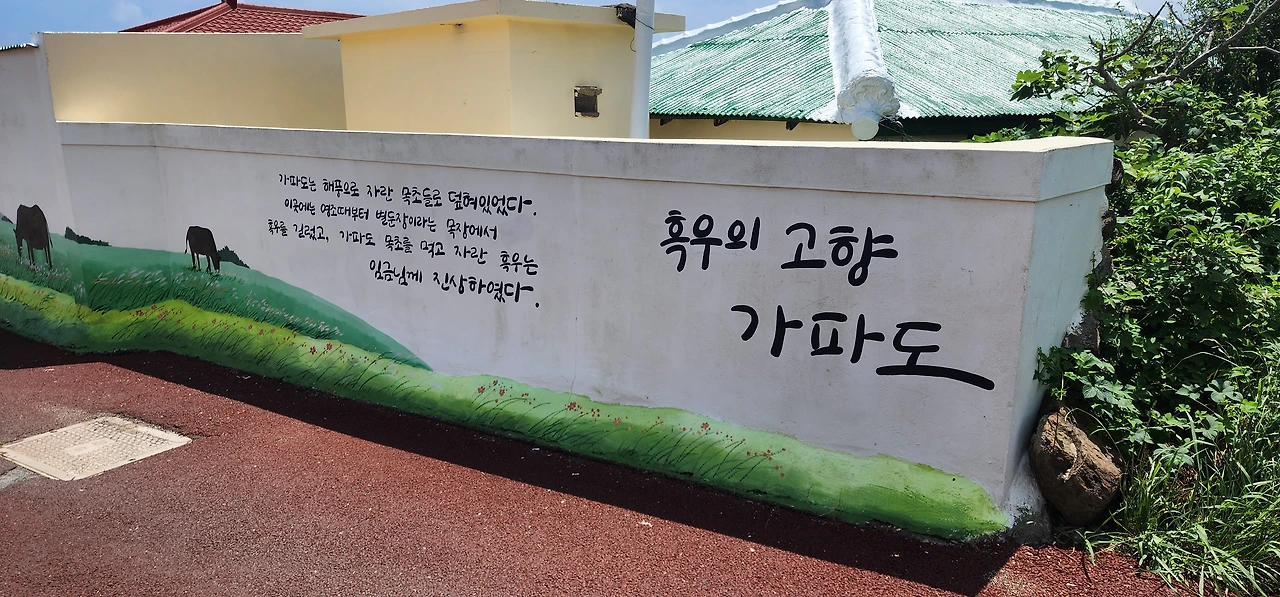 가파도는 해풍으로 자란 목초들로 덮혀있었다.
이곳에는 영조때부터 별둔장이라는 목장에서
흑우를 길렀고, 가파도 목초를 먹고 자란 흑우는
임금님께 진상하였다.
흑우의 고향
가파도